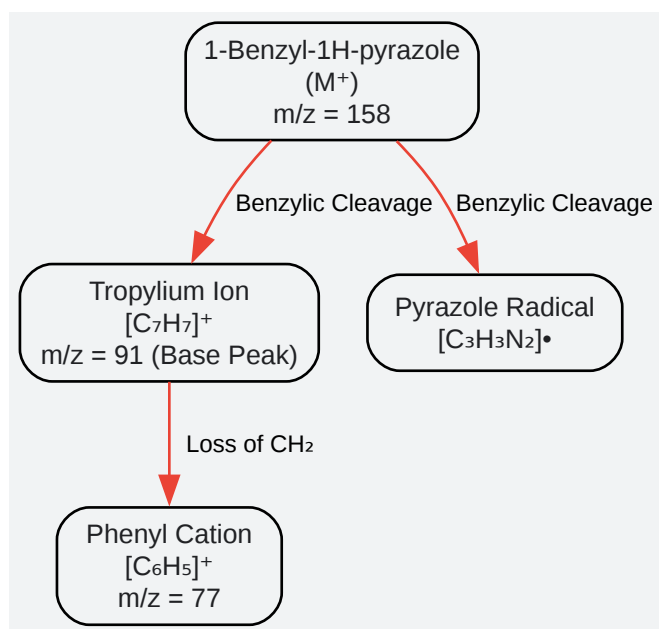 1-Benzyl-1H-pyrazole
(M⁺)
m/z = 158
Benzylic Cleavage
Benzylic Cleavage
Tropylium Ion
[C₇H₇]⁺
m/z = 91 (Base Peak)
Pyrazole Radical
[C₃H₃N₂]•
Loss of CH₂
Phenyl Cation
[C₆H₅]⁺
m/z = 77